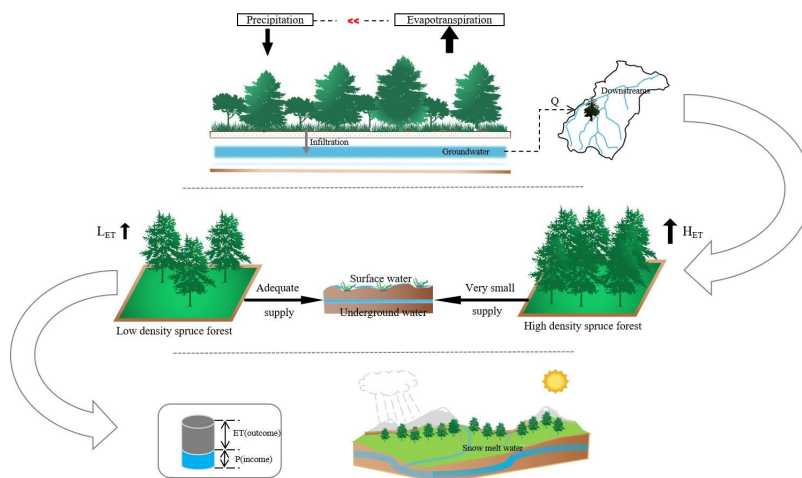 Precipitation
<<
Evapotranspiration
Downstreams
Q
Infiltration
Groundwater
L_ET
H_ET
Surface water
Adequate
supply
Very small
supply
Underground water
Low density spruce forest
High density spruce forest
ET(outcome)
P(income)
Snow melt water